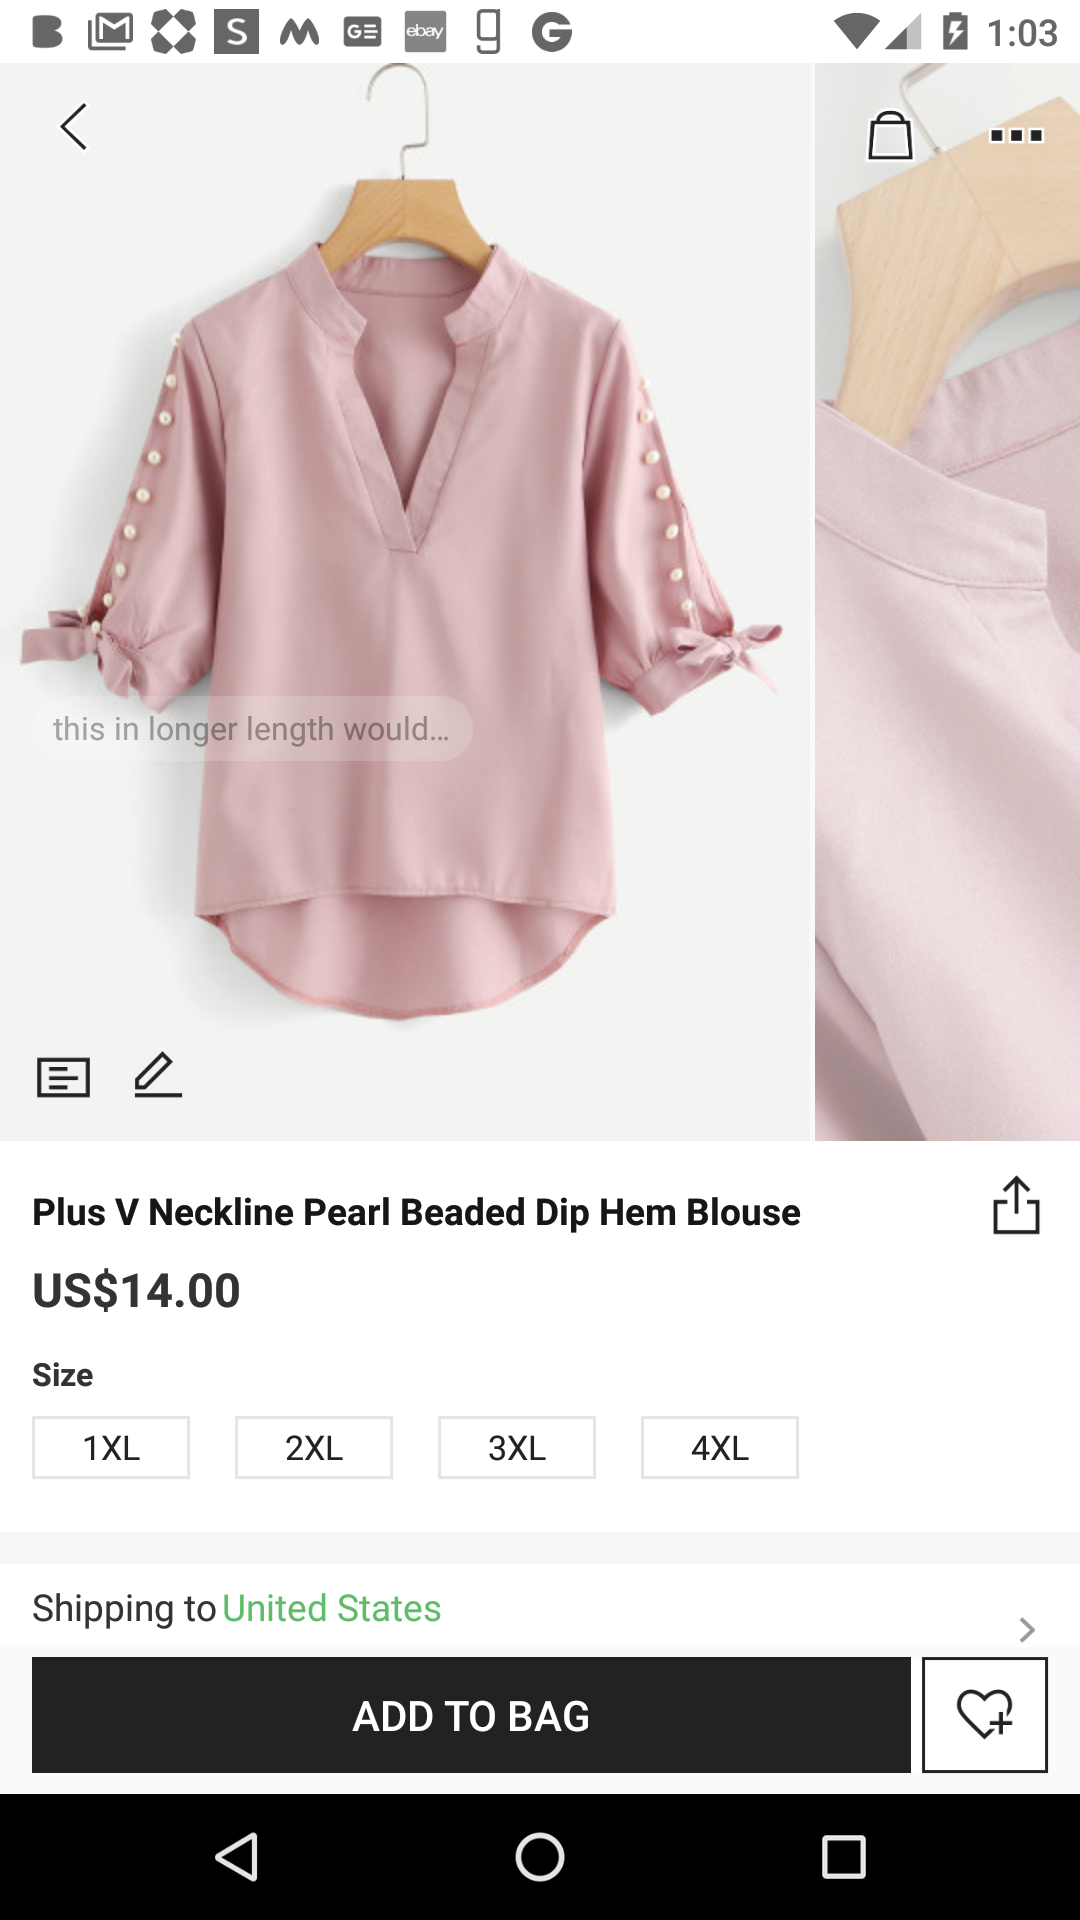 B M S GE ebay g G 1:03
this in longer length would...
Plus V Neckline Pearl Beaded Dip Hem Blouse
US$14.00
Size
1XL 2XL 3XL 4XL
Shipping to United States
ADD TO BAG